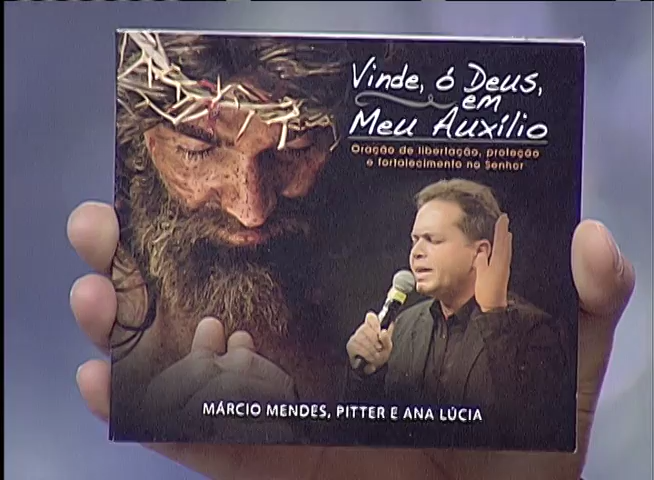 Vinde, ó Deus,
em
Meu Auxílio
Oração de libertação, proteção
e fortalecimento no Senhor
MÁRCIO MENDES, PITTER E ANA LÚCIA